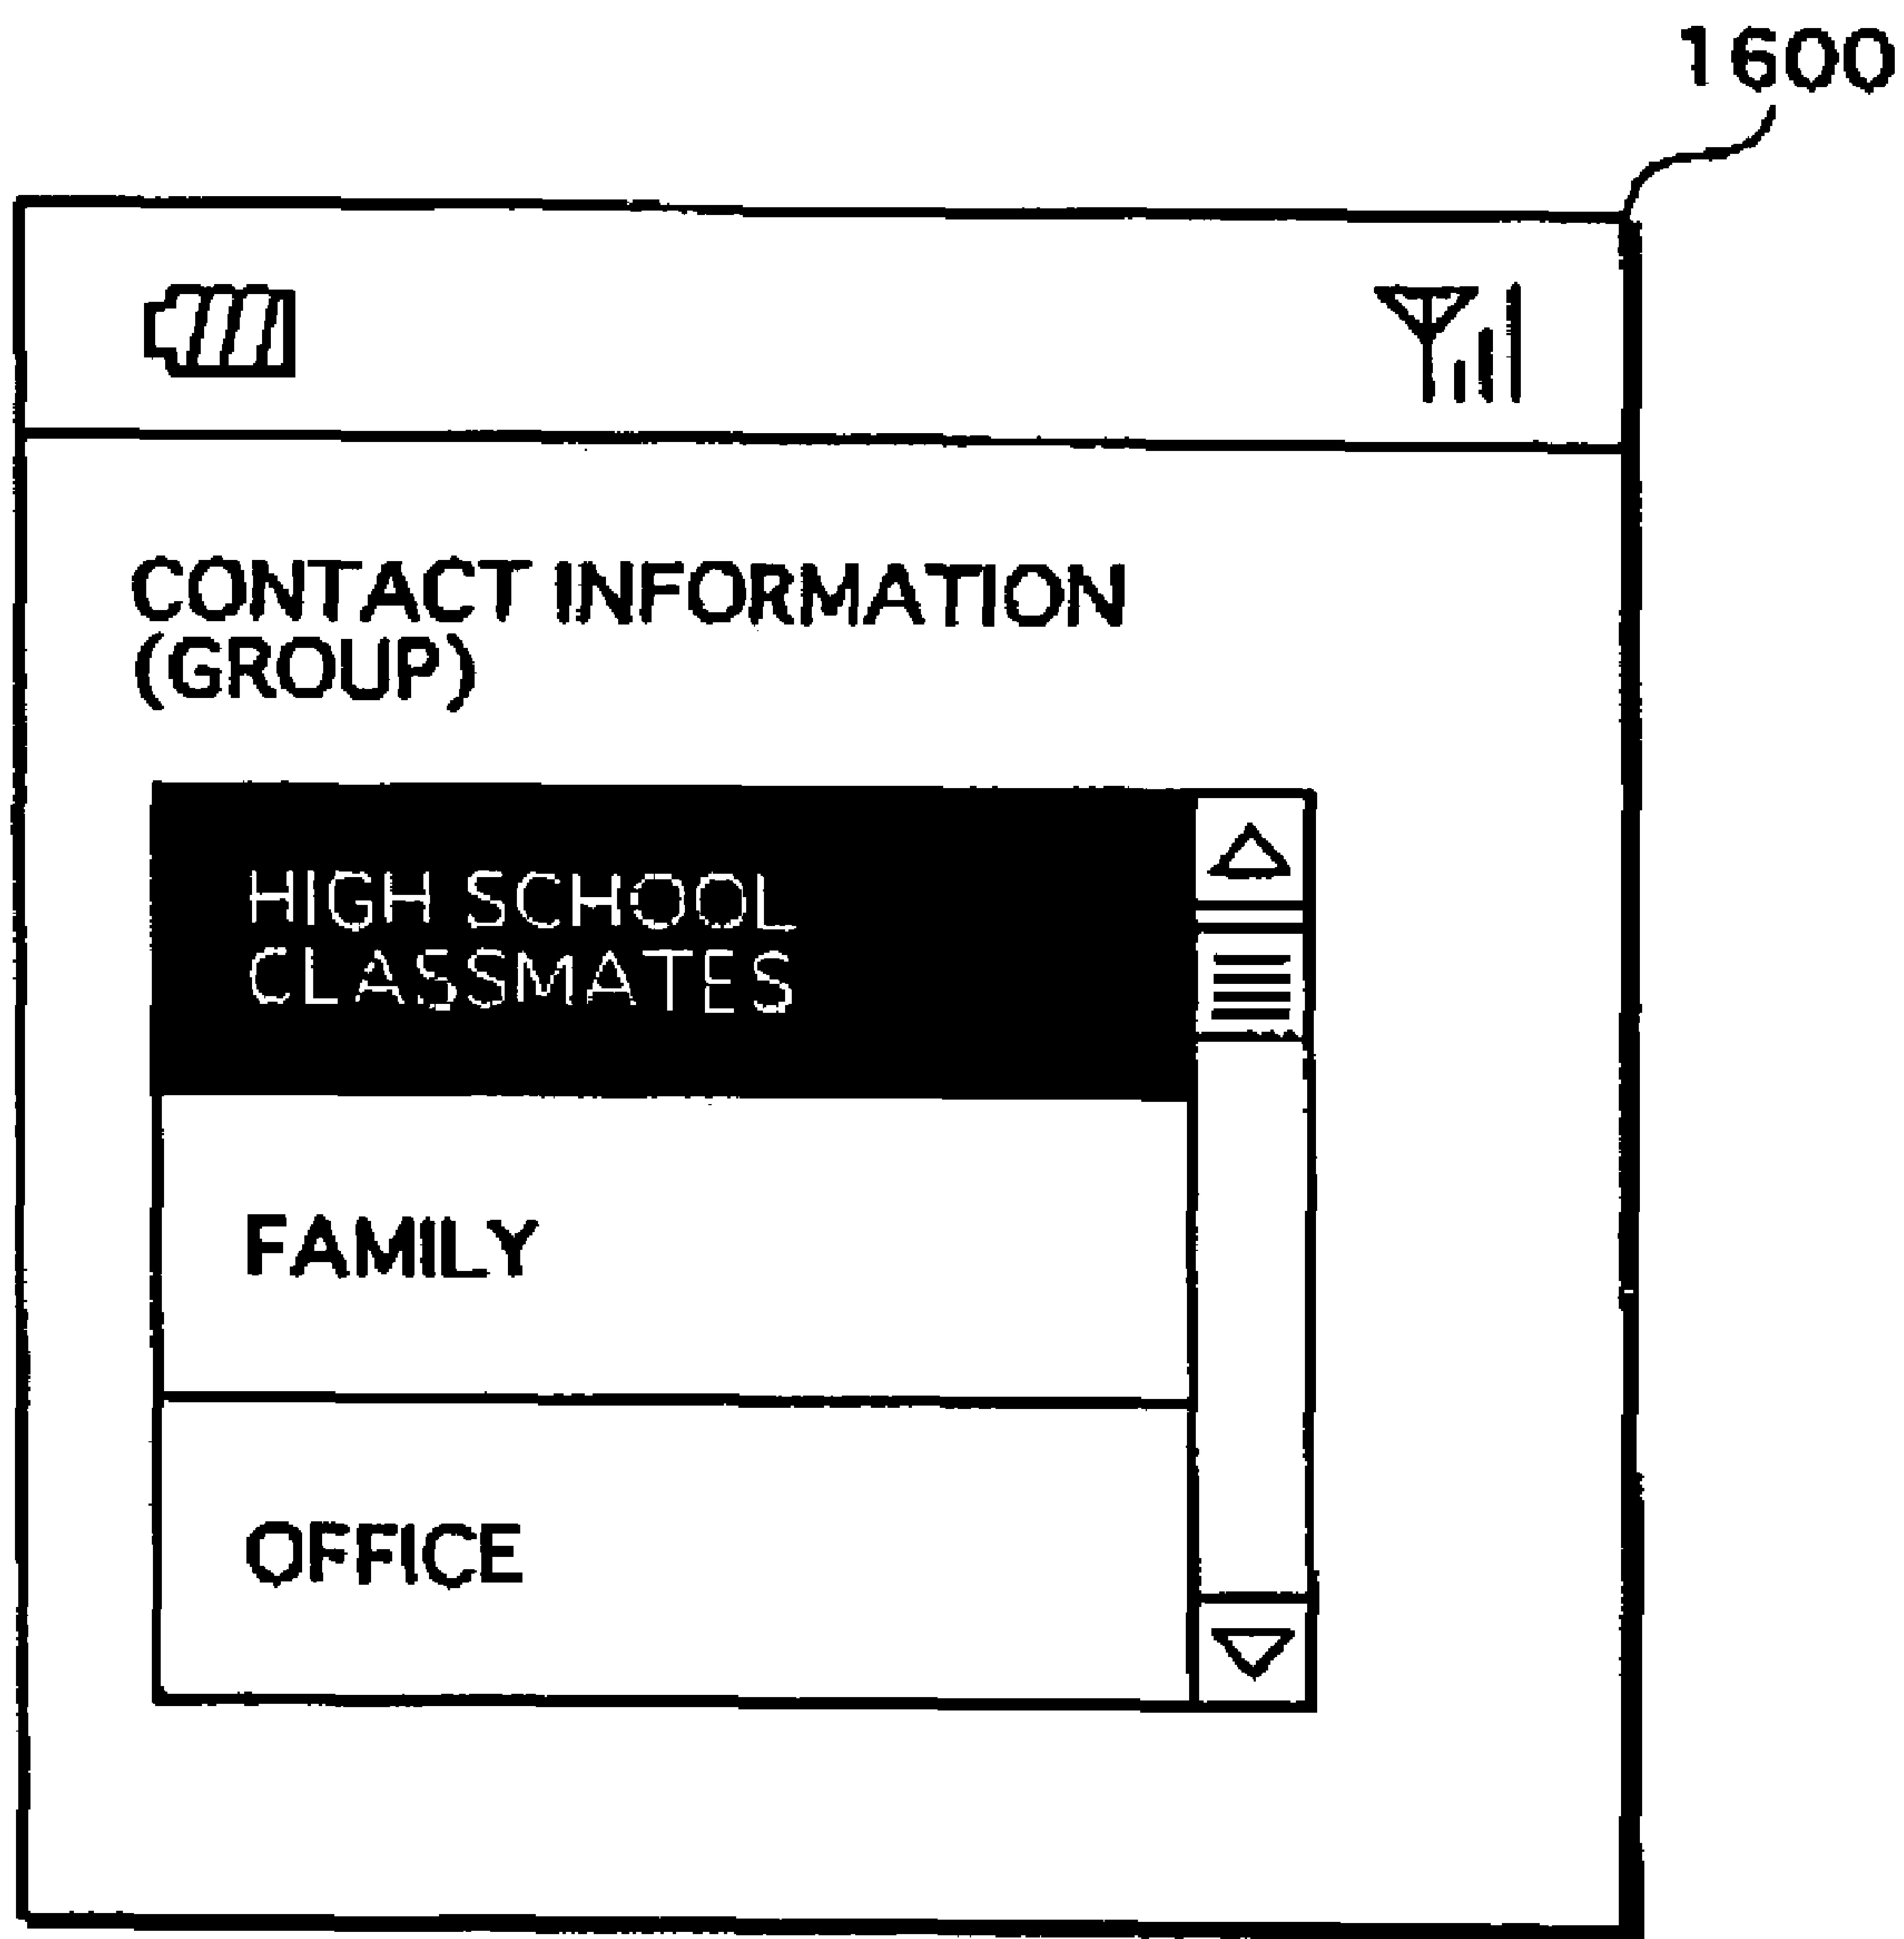 1600
CONTACT INFORMATION
(GROUP)
HIGH SCHOOL
CLASSMATES
FAMILY
OFFICE